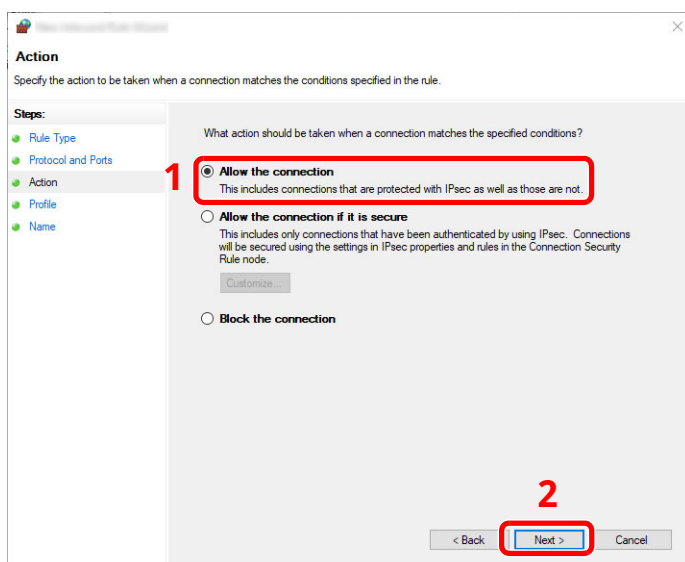 Action
Specify the action to be taken when a connection matches the conditions specified in the rule.
Steps:
Rule Type
Protocol and Ports
Action
Profile
Name
What action should be taken when a connection matches the specified conditions?
1
Allow the connection
This includes connections that are protected with IPsec as well as those are not.
Allow the connection if it is secure
This includes only connections that have been authenticated by using IPsec. Connections
will be secured using the settings in IPsec properties and rules in the Connection Security
Rule node.
Customize...
Block the connection
2
< Back
Next >
Cancel